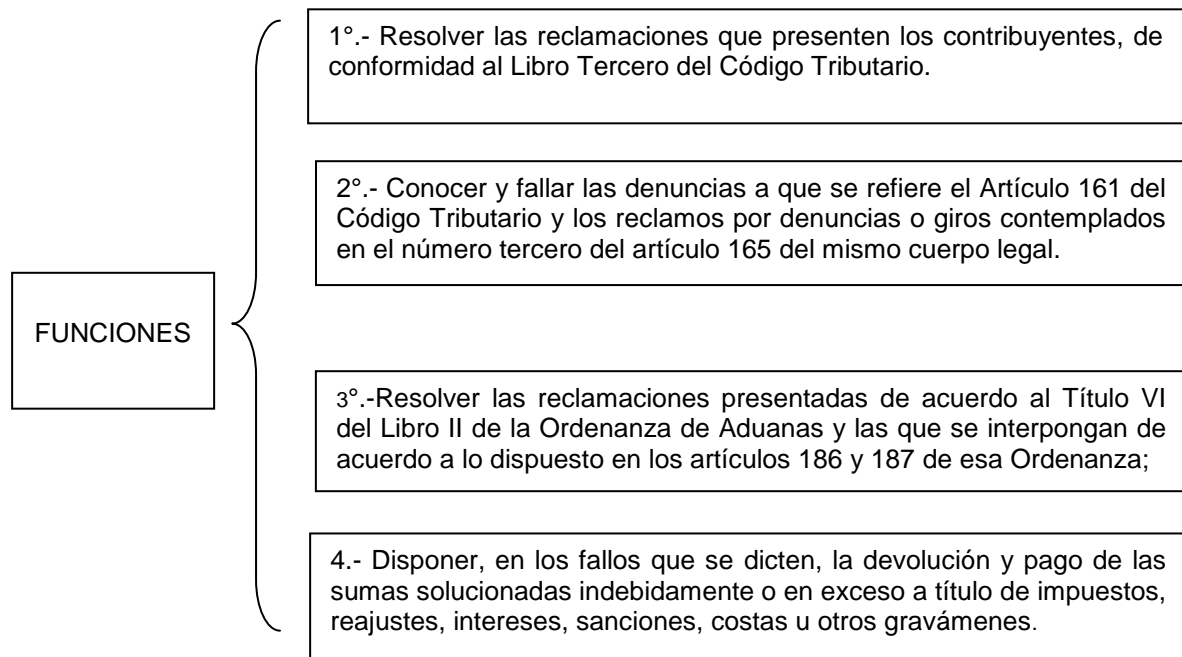 FUNCIONES
1°.- Resolver las reclamaciones que presenten los contribuyentes, de
conformidad al Libro Tercero del Código Tributario.
2°.- Conocer y fallar las denuncias a que se refiere el Artículo 161 del
Código Tributario y los reclamos por denuncias o giros contemplados
en el número tercero del artículo 165 del mismo cuerpo legal.
3°.-Resolver las reclamaciones presentadas de acuerdo al Título VI
del Libro II de la Ordenanza de Aduanas y las que se interpongan de
acuerdo a lo dispuesto en los artículos 186 y 187 de esa Ordenanza;
4.- Disponer, en los fallos que se dicten, la devolución y pago de las
sumas solucionadas indebidamente o en exceso a título de impuestos,
reajustes, intereses, sanciones, costas u otros gravámenes.